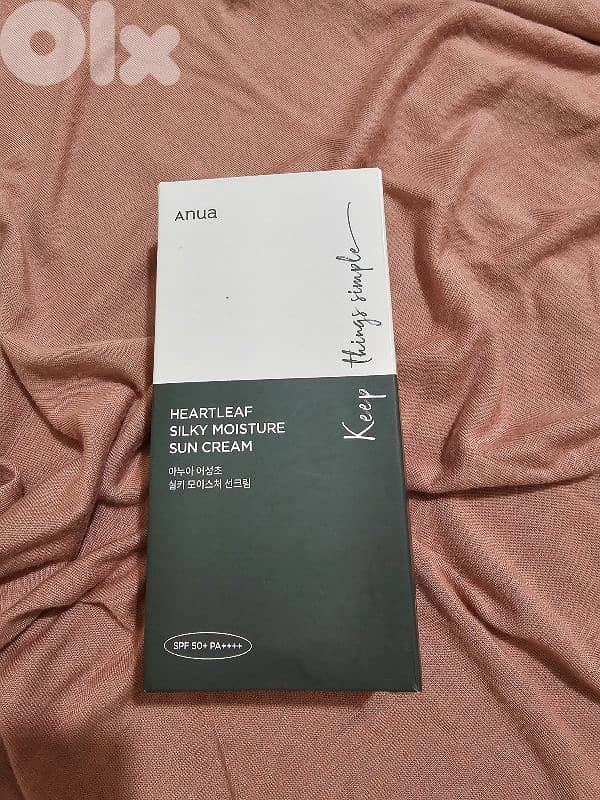 Olx
Anua
Keep things simple
HEARTLEAF
SILKY MOISTURE
SUN CREAM
아누아 어성초
실키 모이스처 선크림
SPF 50+ PA++++